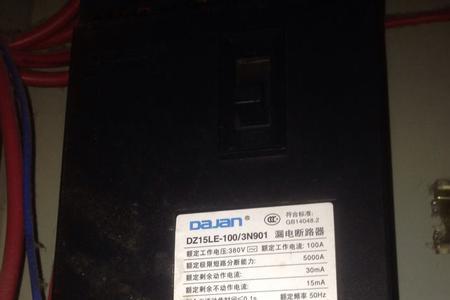 DAJAN® CCC 符合标准:
GB14048.2
DZ15LE-100/3N901 漏电断路器
额定工作电压:380V 额定工作电流:100A
额定极限短路分断能力: 5000A
额定剩余动作电流: 30mA
额定剩余不动作电流: 15mA
≤0.1s 额定频率 50Hz